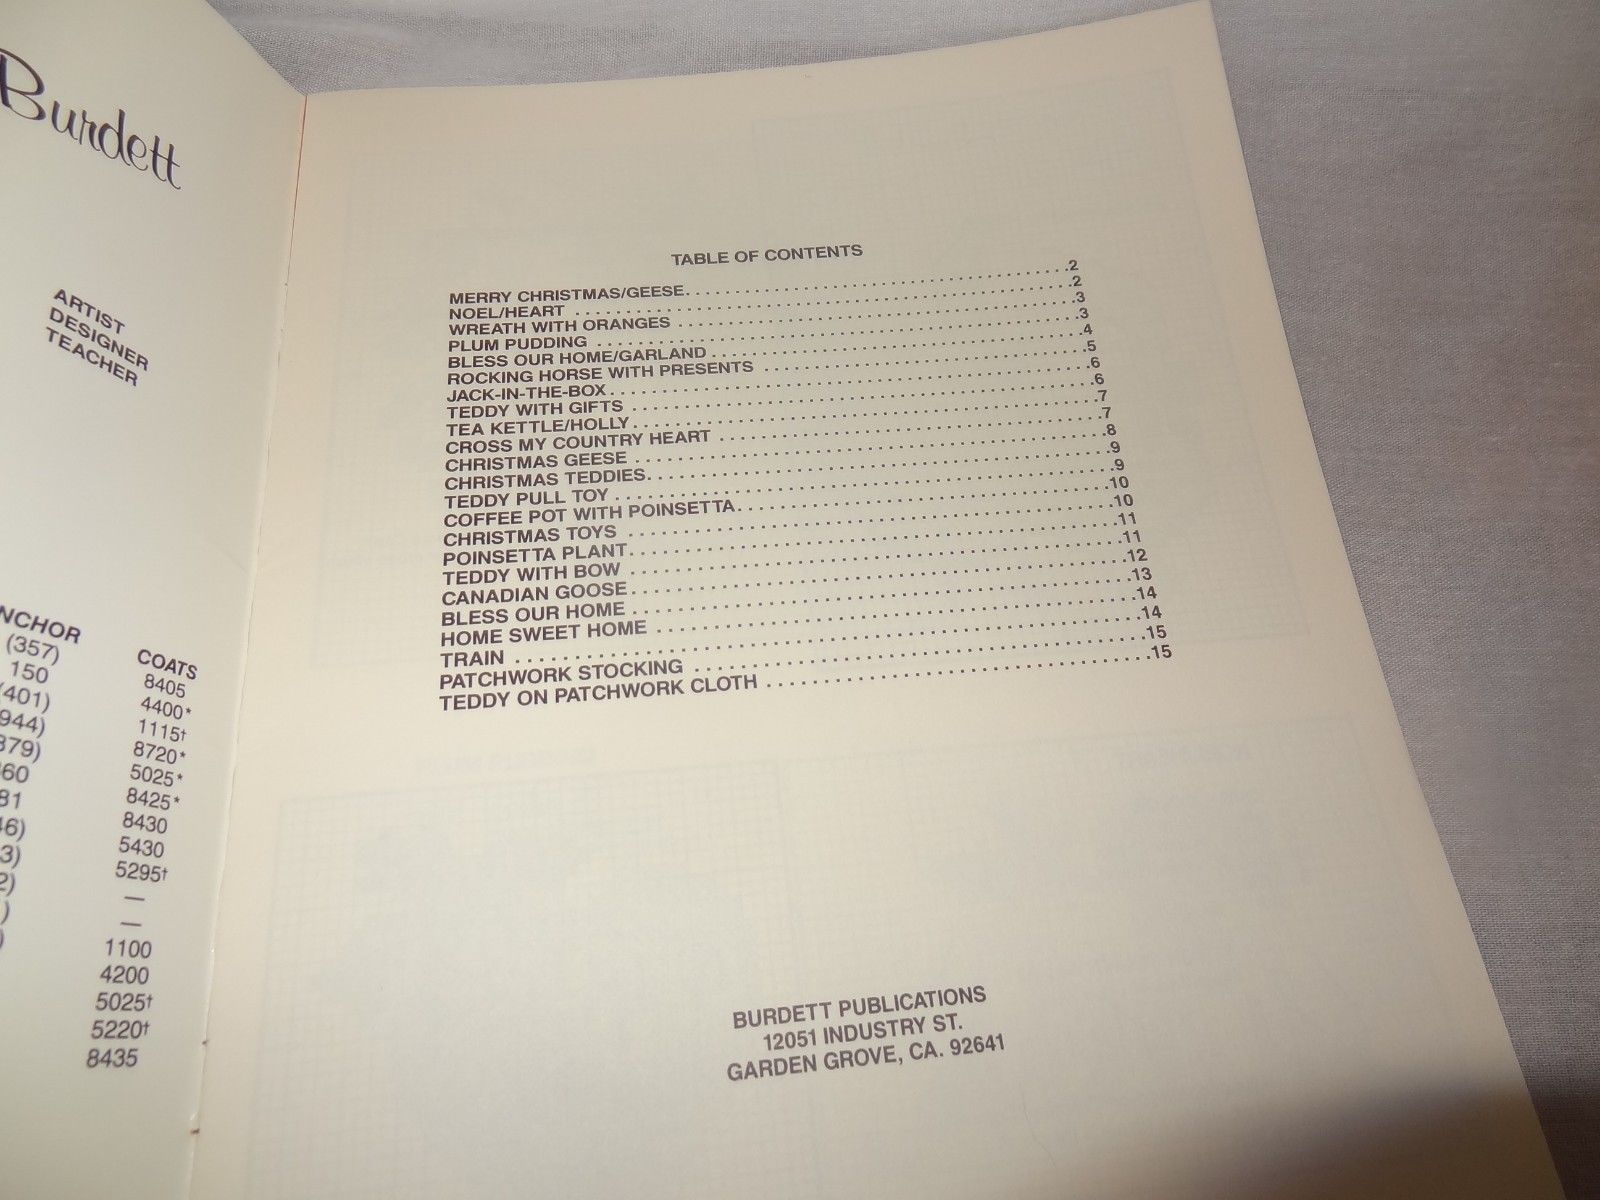 Burdett
ARTIST
DESIGNER
TEACHER
NCHOR COATS
(357) 8405
150 4400*
(401) 1115†
944) 8720*
379) 5025*
60 8425*
81 8430
46) 5430
3) 5295†
2) —
) —
) 1100
4200
5025†
5220†
8435
TABLE OF CONTENTS
MERRY CHRISTMAS/GEESE 2
NOEL/HEART 2
WREATH WITH ORANGES 3
PLUM PUDDING 3
BLESS OUR HOME/GARLAND 4
ROCKING HORSE WITH PRESENTS 5
JACK-IN-THE-BOX 6
TEDDY WITH GIFTS 6
TEA KETTLE/HOLLY 7
CROSS MY COUNTRY HEART 7
CHRISTMAS GEESE 8
CHRISTMAS TEDDIES 9
TEDDY PULL TOY 9
COFFEE POT WITH POINSETTA 10
CHRISTMAS TOYS 10
POINSETTA PLANT 11
TEDDY WITH BOW 11
CANADIAN GOOSE 12
BLESS OUR HOME 13
HOME SWEET HOME 14
TRAIN 14
PATCHWORK STOCKING 15
TEDDY ON PATCHWORK CLOTH 15
BURDETT PUBLICATIONS
12051 INDUSTRY ST.
GARDEN GROVE, CA. 92641